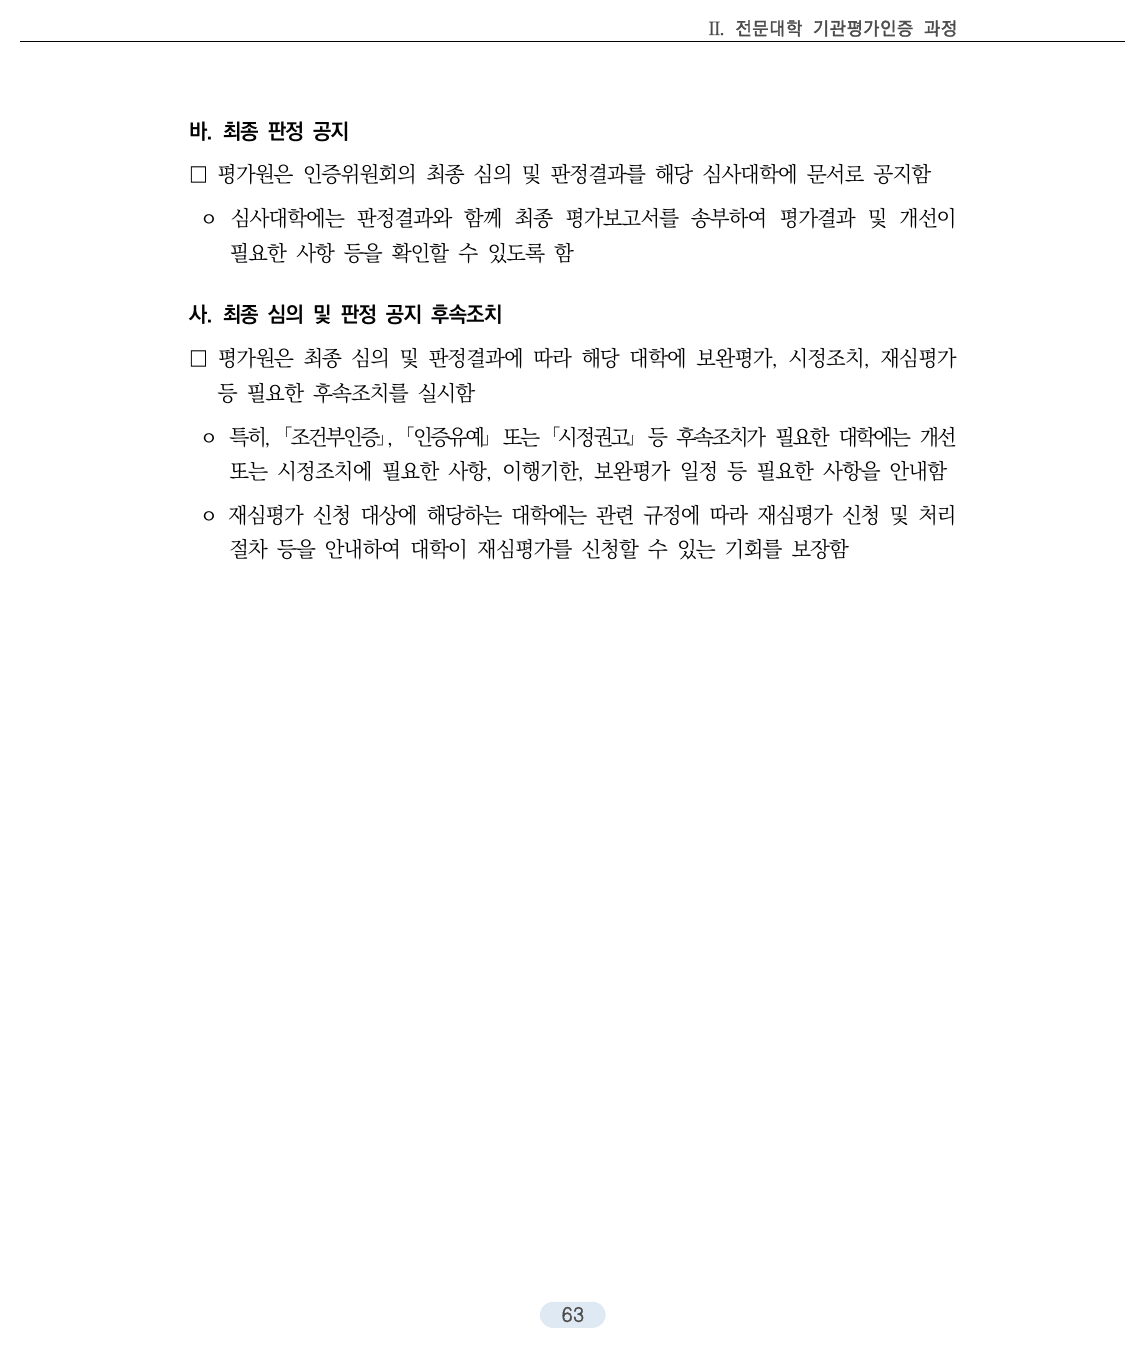 Ⅱ. 전문대학 기관평가인증 과정
바. 최종 판정 공지
□ 평가원은 인증위원회의 최종 심의 및 판정결과를 해당 심사대학에 문서로 공지함
ㅇ 심사대학에는 판정결과와 함께 최종 평가보고서를 송부하여 평가결과 및 개선이
필요한 사항 등을 확인할 수 있도록 함
사. 최종 심의 및 판정 공지 후속조치
□ 평가원은 최종 심의 및 판정결과에 따라 해당 대학에 보완평가, 시정조치, 재심평가
등 필요한 후속조치를 실시함
ㅇ 특히, 「조건부인증」, 「인증유예」 또는 「시정권고」 등 후속조치가 필요한 대학에는 개선
또는 시정조치에 필요한 사항, 이행기한, 보완평가 일정 등 필요한 사항을 안내함
ㅇ 재심평가 신청 대상에 해당하는 대학에는 관련 규정에 따라 재심평가 신청 및 처리
절차 등을 안내하여 대학이 재심평가를 신청할 수 있는 기회를 보장함
63